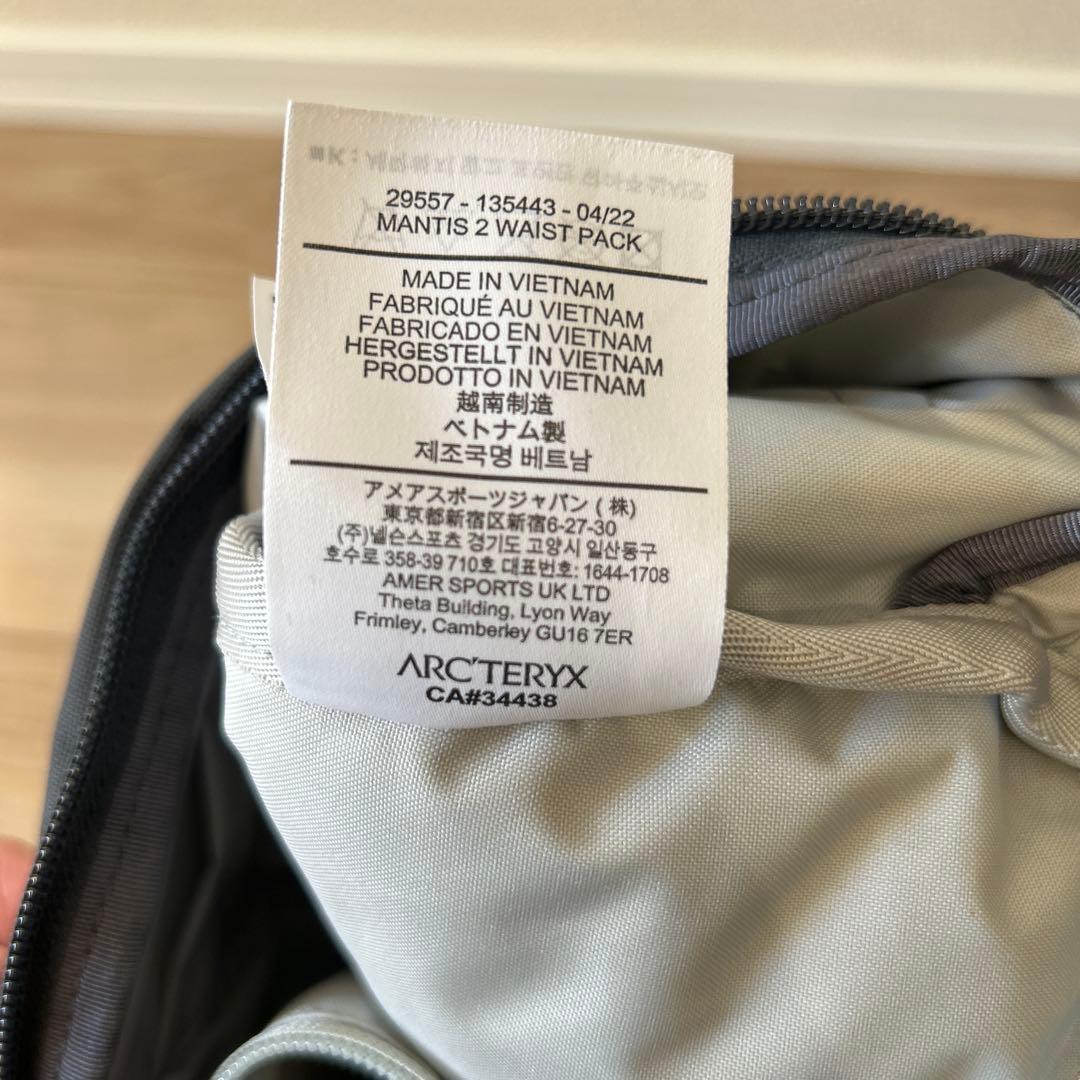 29557 - 135443 - 04/22
MANTIS 2 WAIST PACK
MADE IN VIETNAM
FABRIQUÉ AU VIETNAM
FABRICADO EN VIETNAM
HERGESTELLT IN VIETNAM
PRODOTTO IN VIETNAM
越南制造
ベトナム製
제조국명 베트남
アメアスポーツジャパン (株)
東京都新宿区新宿6-27-30
(주)넬슨스포츠 경기도 고양시 일산동구
호수로 358-39 710호 대표번호: 1644-1708
AMER SPORTS UK LTD
Theta Building, Lyon Way
Frimley, Camberley GU16 7ER
ARC'TERYX
CA#34438